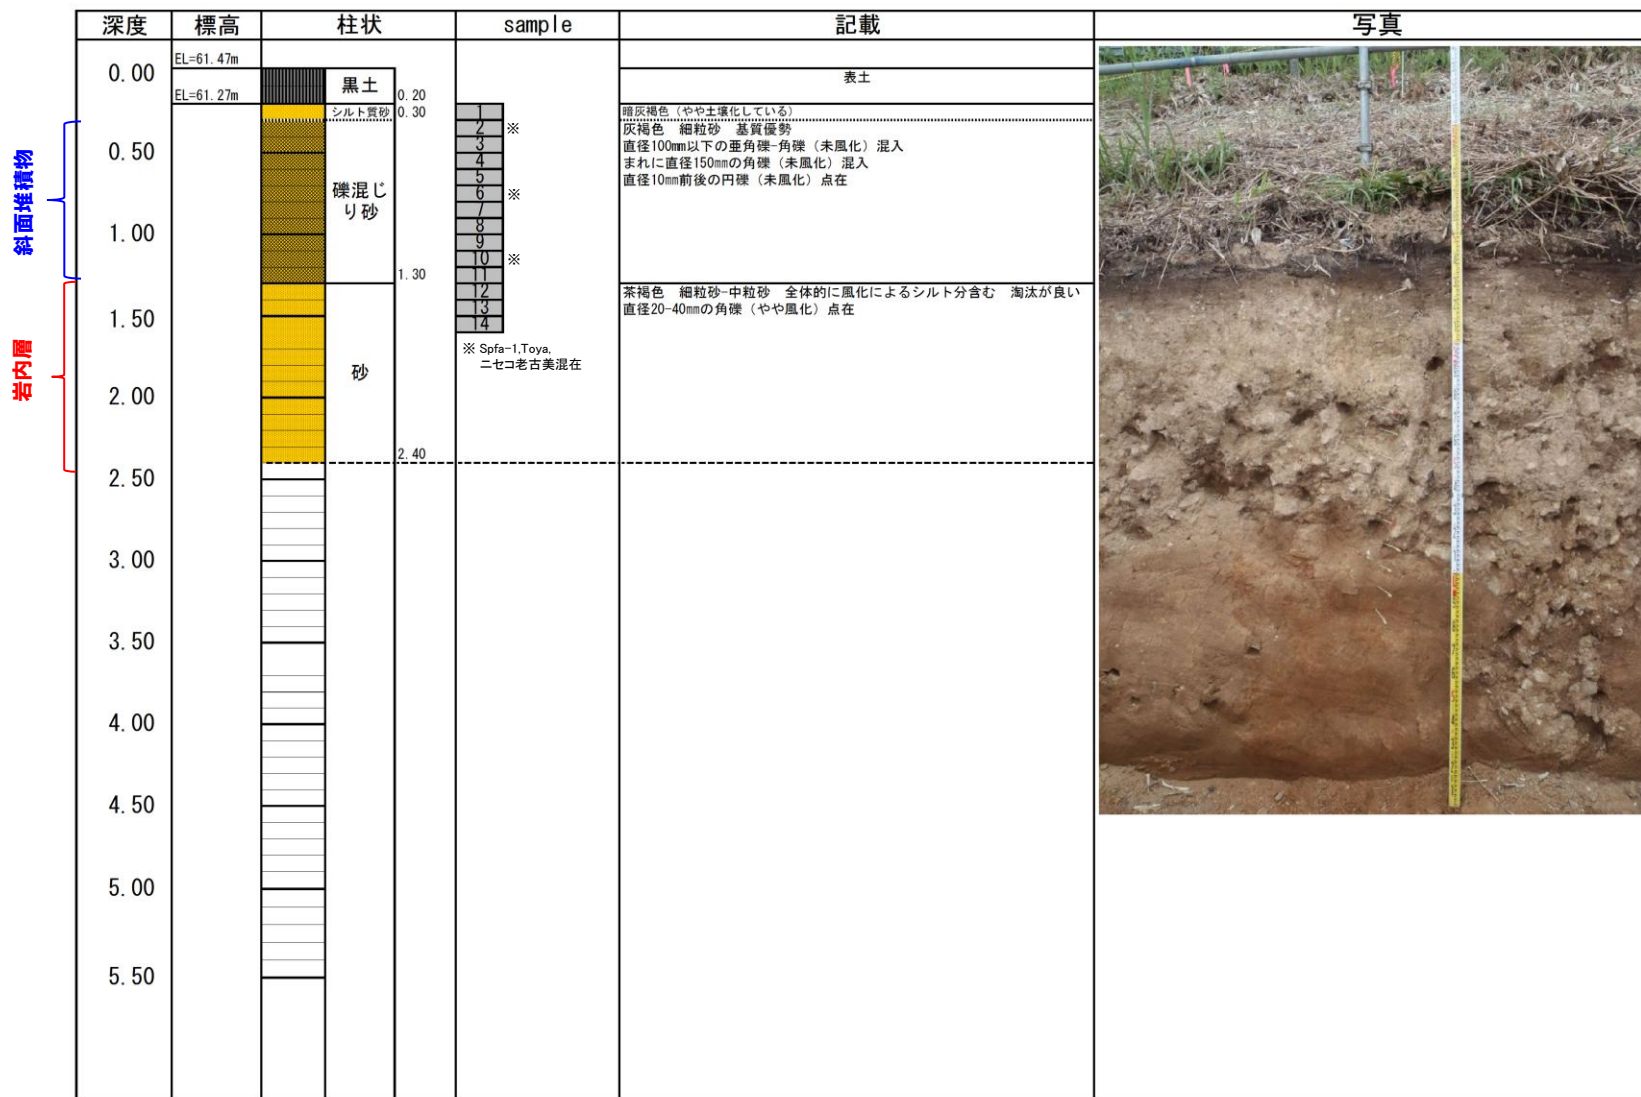 深度 標高 柱状 sample 記載 写真
EL=61.47m
0.00 黒土 表土
EL=61.27m 0.20
シルト質砂 0.30 1 暗灰褐色（やや土壌化している）
2 ※ 灰褐色　細粒砂　基質優勢
3 直径100mm以下の亜角礫-角礫（未風化）混入
0.50 4 まれに直径150mmの角礫（未風化）混入
5 直径10mm前後の円礫（未風化）点在
斜面堆積物 礫混じ 6 ※
り砂 7
8
1.00 9
10 ※
1.30 11
12 茶褐色　細粒砂-中粒砂　全体的に風化によるシルト分含む　淘汰が良い
13 直径20-40mmの角礫（やや風化）点在
1.50 14
※ Spfa-1,Toya,
ニセコ老古美混在
岩内層 砂
2.00
2.40
2.50
3.00
3.50
4.00
4.50
5.00
5.50